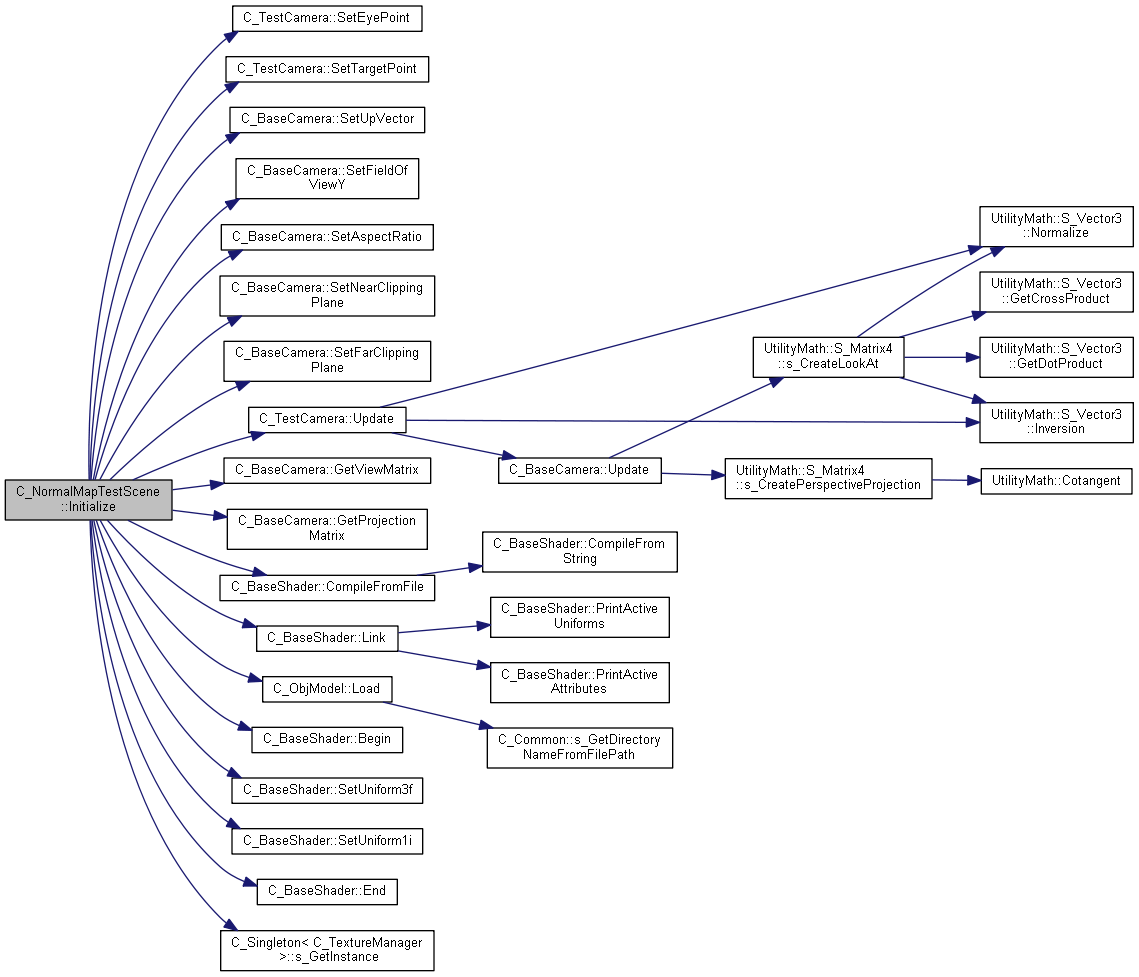 C_NormalMapTestScene
::Initialize
C_TestCamera::SetEyePoint
C_TestCamera::SetTargetPoint
C_BaseCamera::SetUpVector
C_BaseCamera::SetFieldOf
ViewY
C_BaseCamera::SetAspectRatio
C_BaseCamera::SetNearClipping
Plane
C_BaseCamera::SetFarClipping
Plane
C_TestCamera::Update
C_BaseCamera::GetViewMatrix
C_BaseCamera::GetProjection
Matrix
C_BaseShader::CompileFromFile
C_BaseShader::Link
C_ObjModel::Load
C_BaseShader::Begin
C_BaseShader::SetUniform3f
C_BaseShader::SetUniform1i
C_BaseShader::End
C_Singleton< C_TextureManager
>::s_GetInstance
C_BaseCamera::Update
C_BaseShader::CompileFrom
String
C_BaseShader::PrintActive
Uniforms
C_BaseShader::PrintActive
Attributes
C_Common::s_GetDirectory
NameFromFilePath
UtilityMath::S_Matrix4
::s_CreateLookAt
UtilityMath::S_Matrix4
::s_CreatePerspectiveProjection
UtilityMath::S_Vector3
::Normalize
UtilityMath::S_Vector3
::GetCrossProduct
UtilityMath::S_Vector3
::GetDotProduct
UtilityMath::S_Vector3
::Inversion
UtilityMath::Cotangent